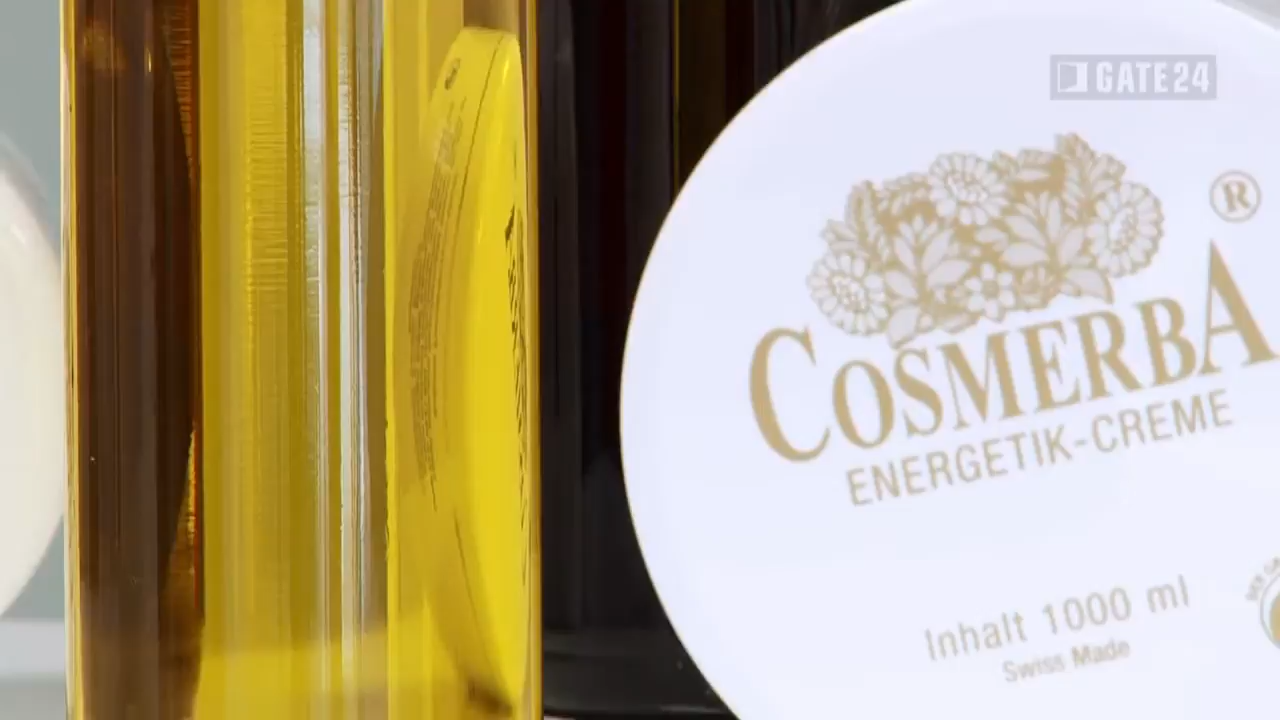 GATE24
®
COSMERBA
ENERGETIK-CREME
Inhalt 1000 ml
Swiss Made